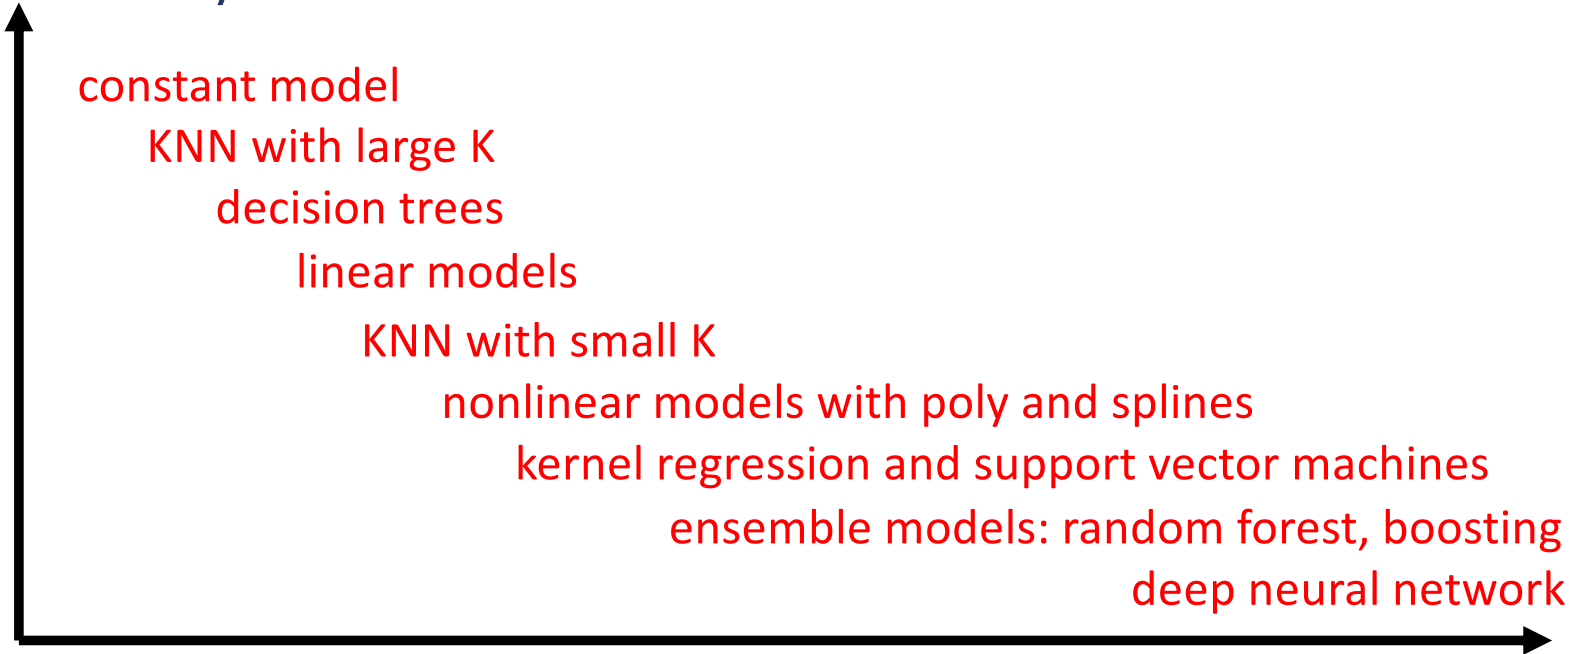 constant model
KNN with large K
decision trees
linear models
KNN with small K
nonlinear models with poly and splines
kernel regression and support vector machines
ensemble models: random forest, boosting
deep neural network